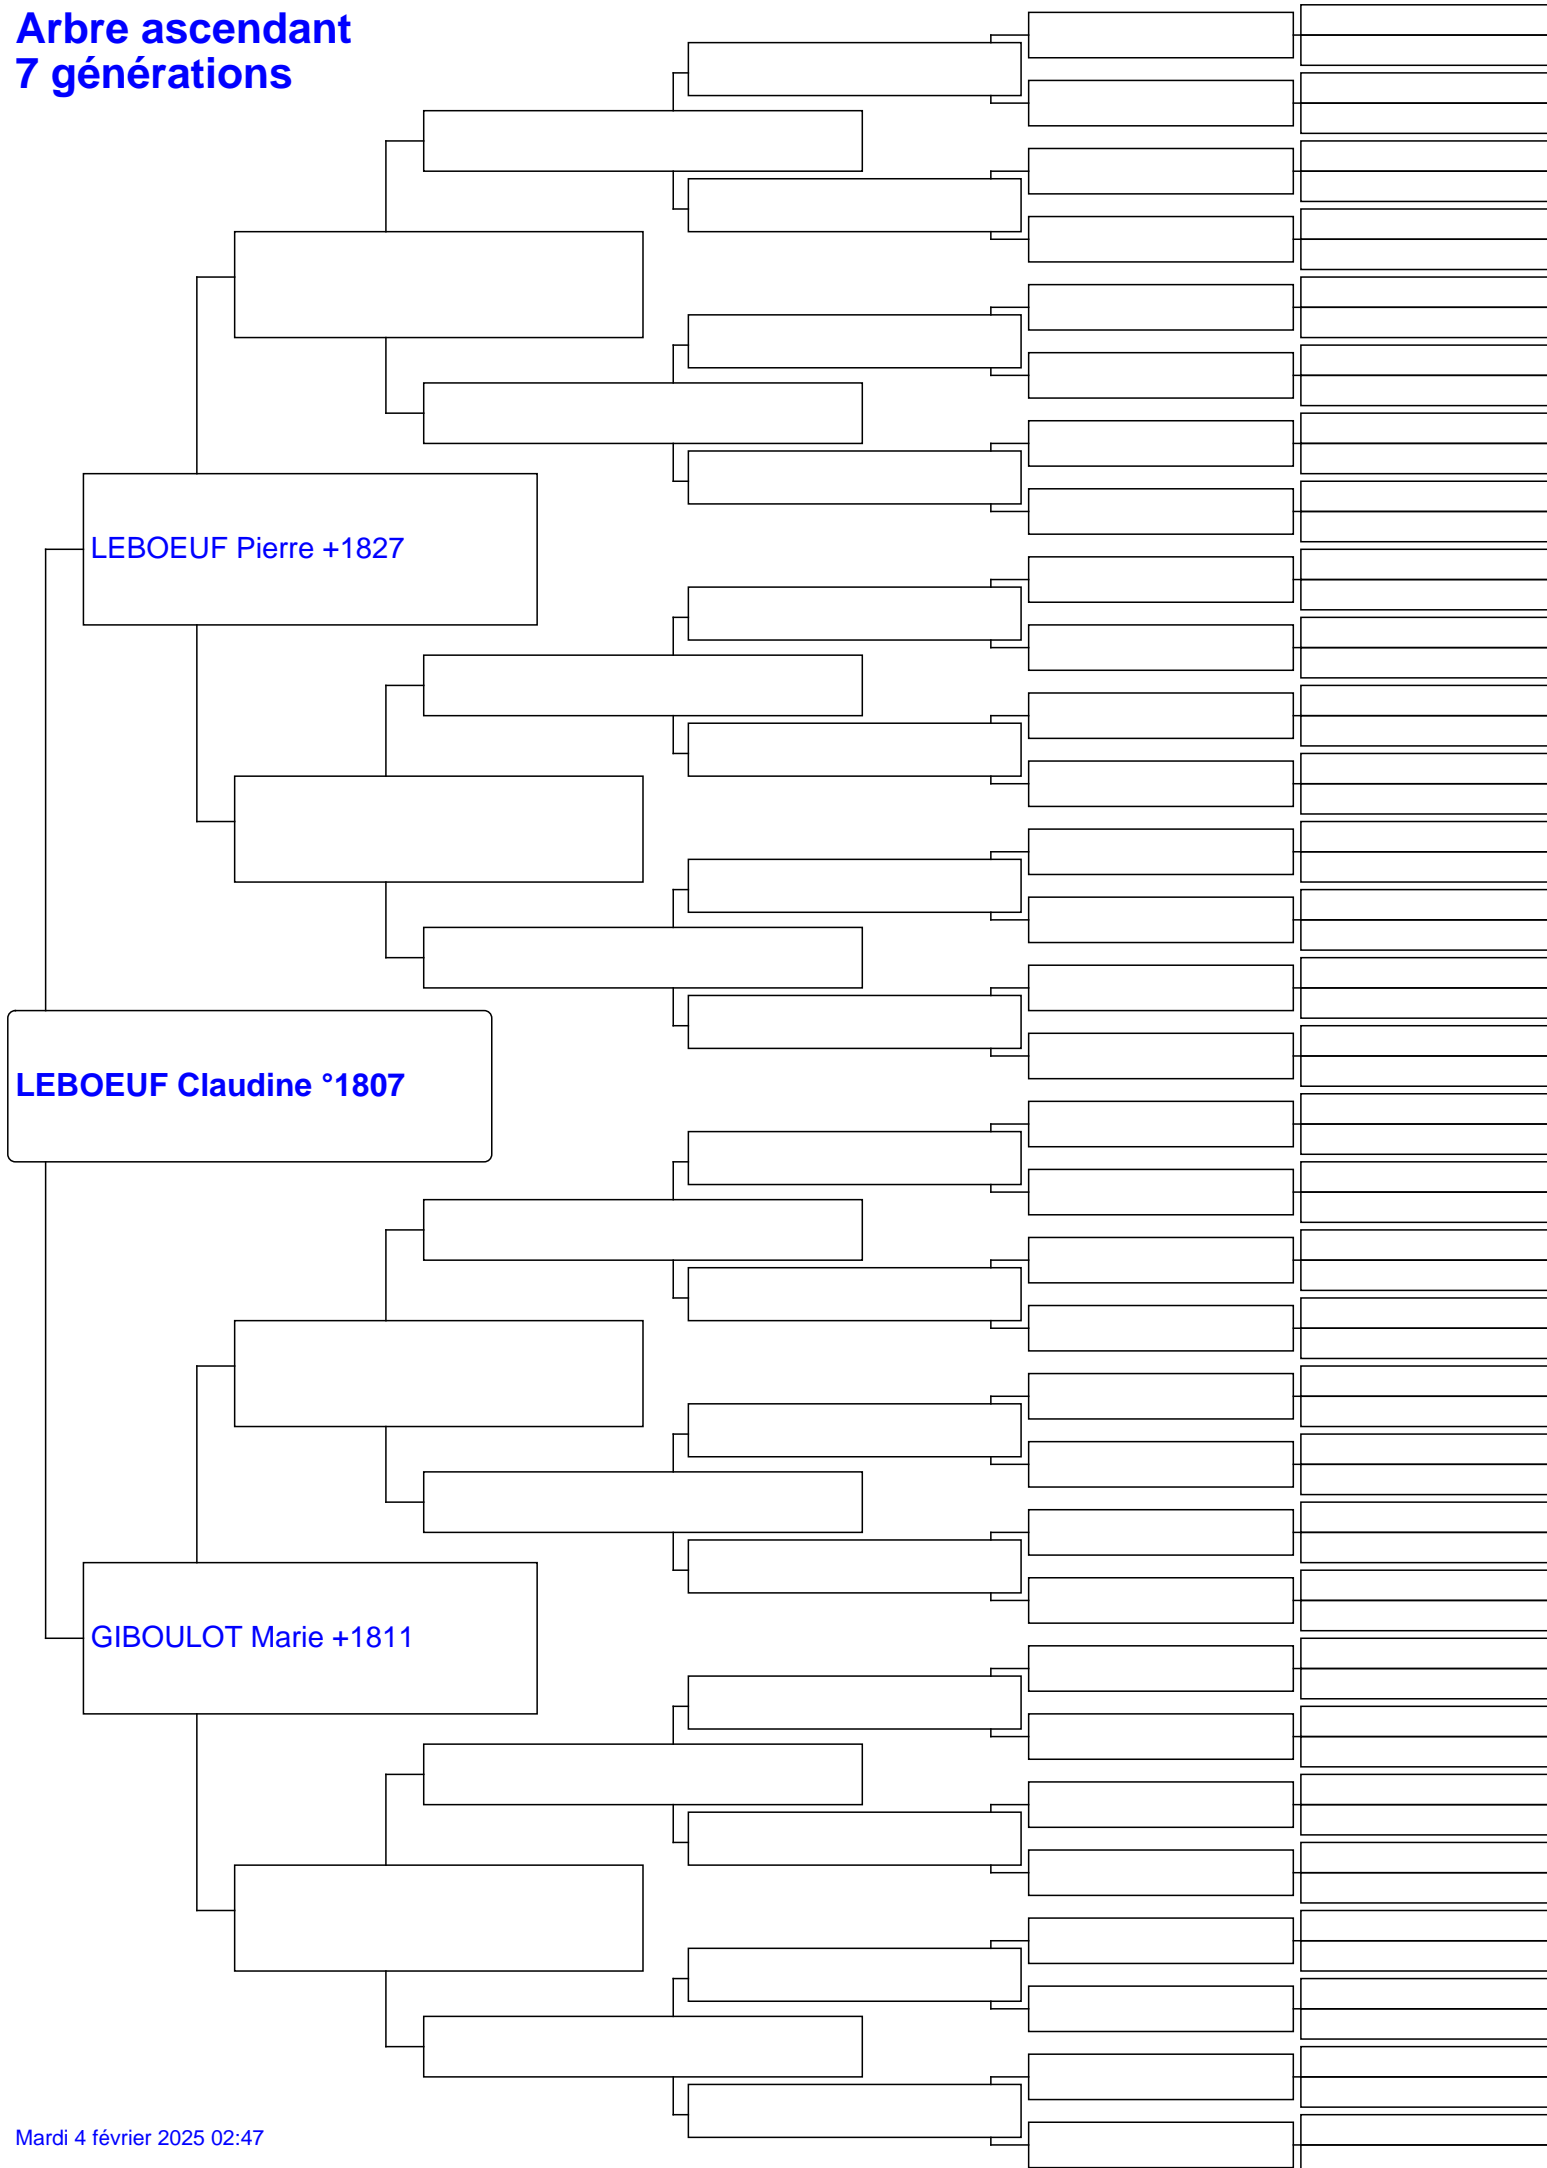 Arbre ascendant
7 générations
LEBOEUF Pierre +1827
LEBOEUF Claudine °1807
GIBOULOT Marie +1811
Mardi 4 février 2025 02:47